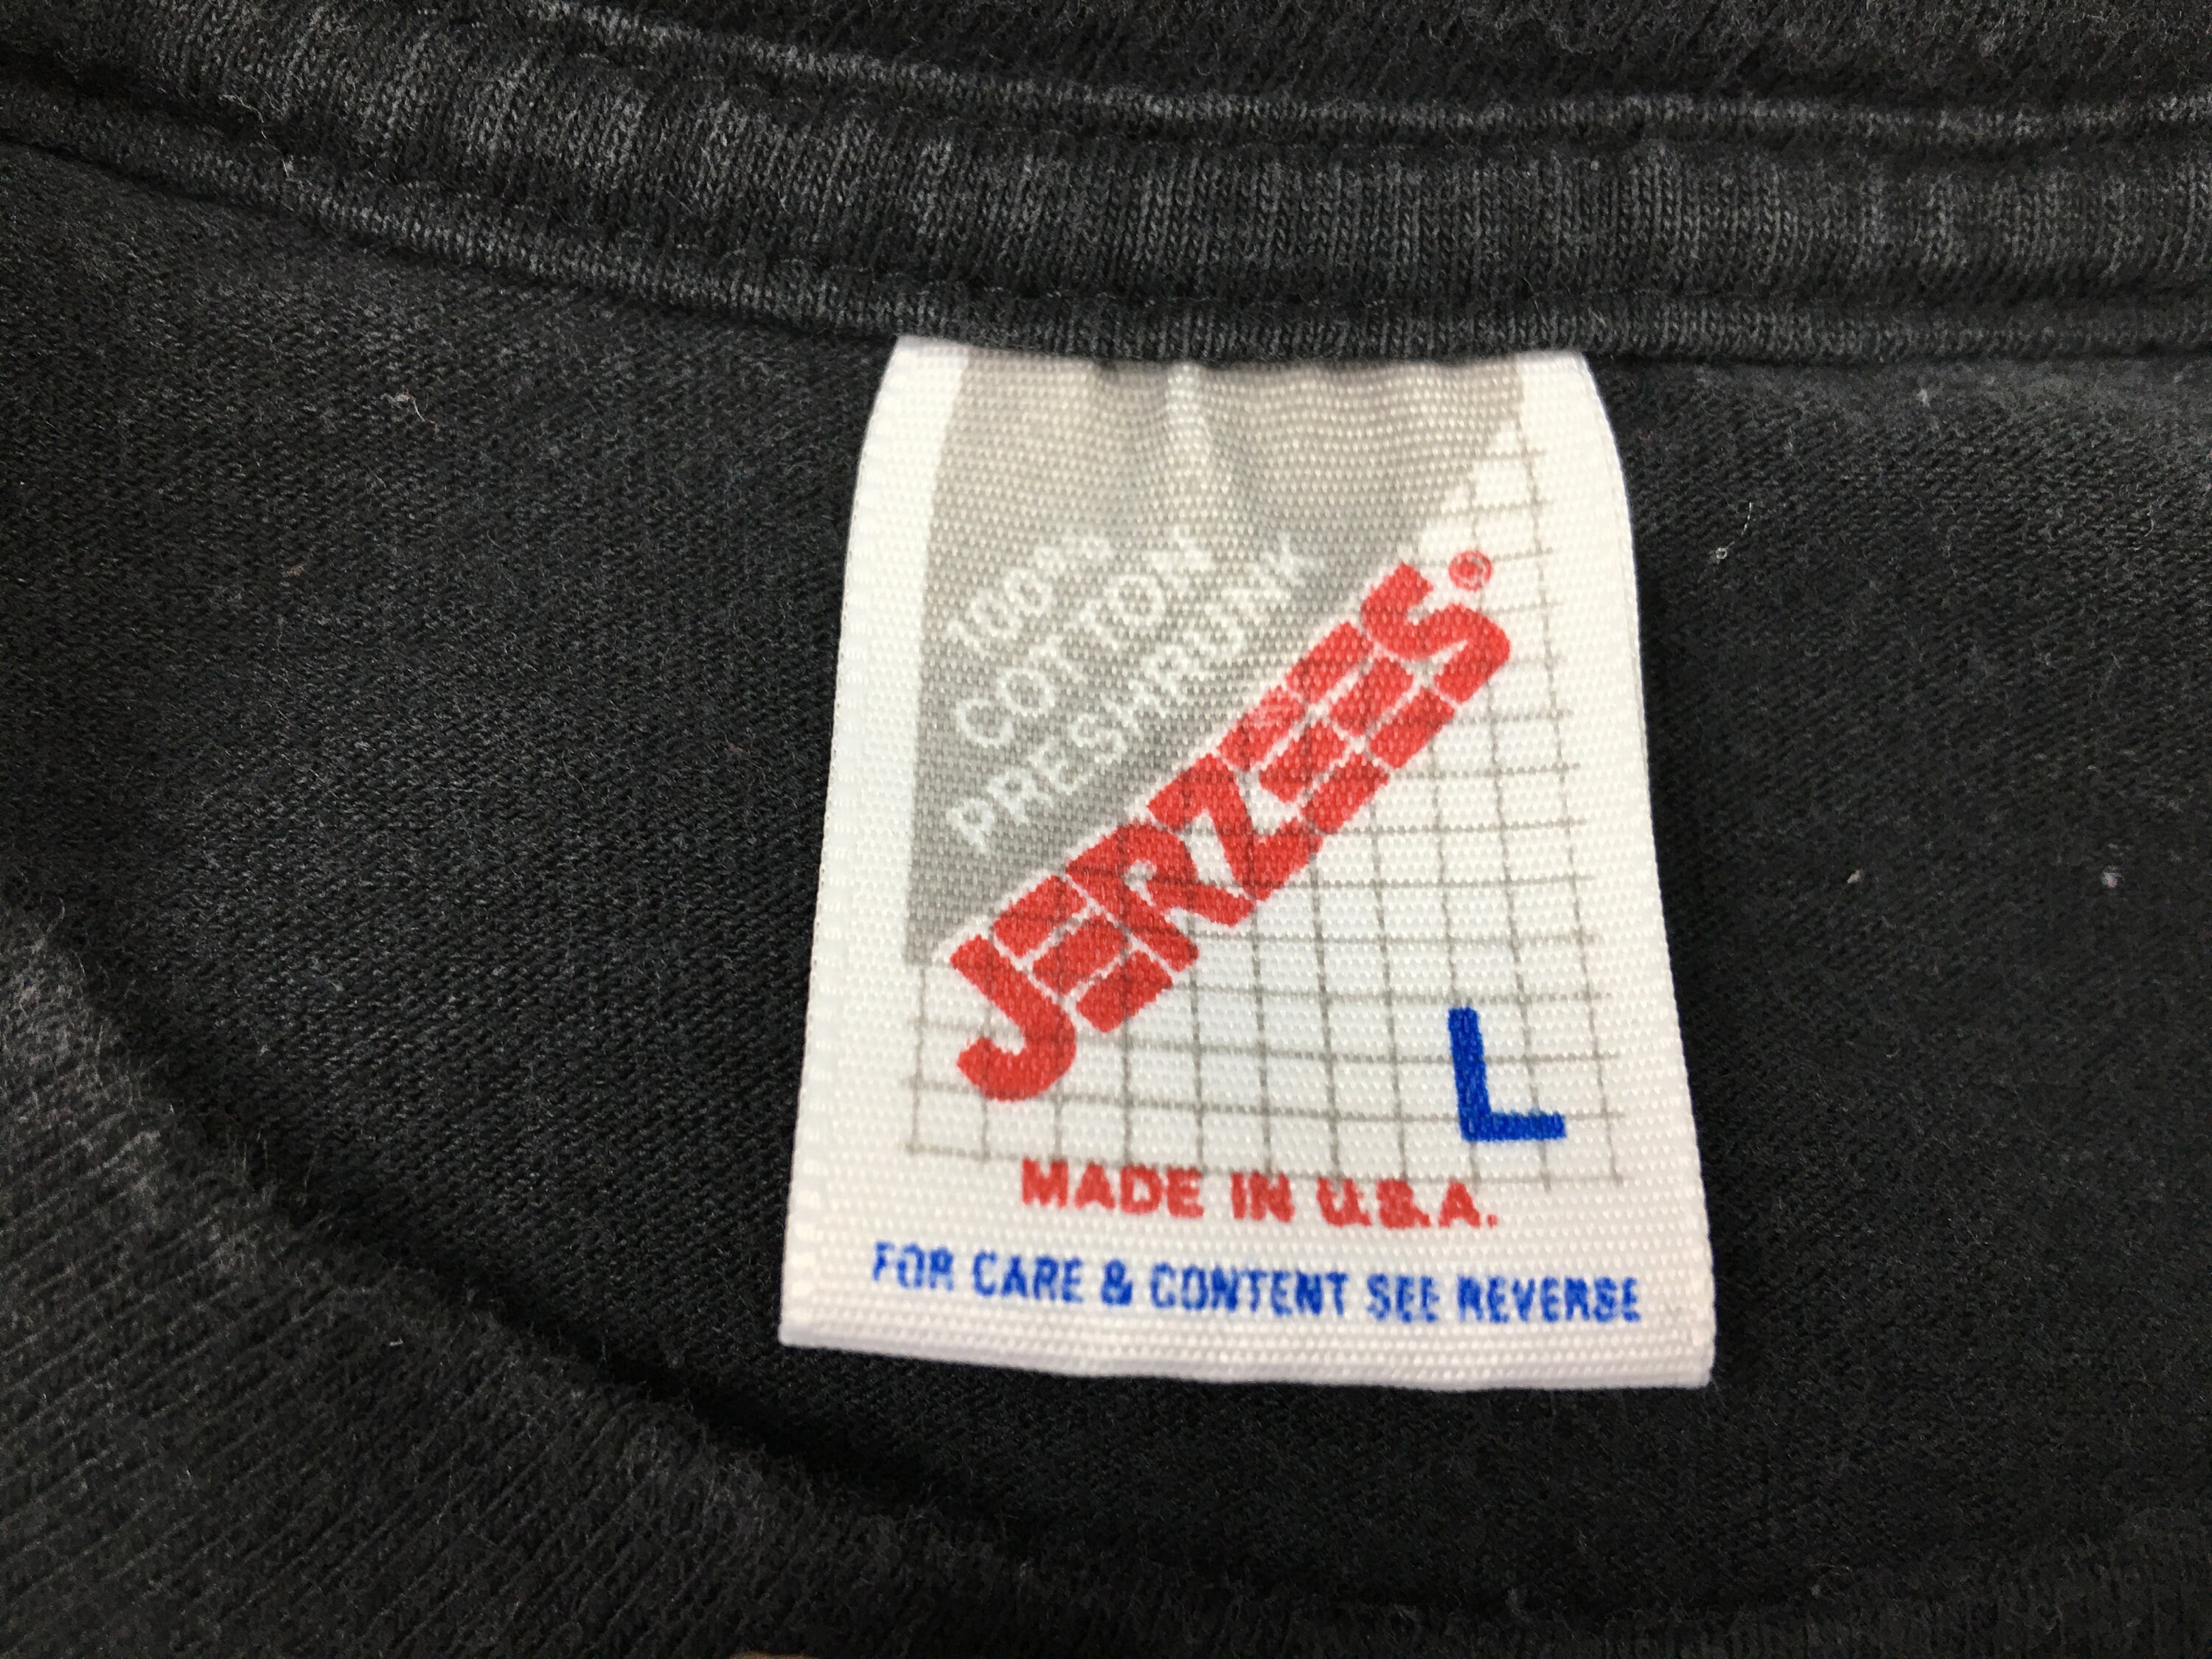 100%
COTTON
PRESHRUNK
JERZEES®
L
MADE IN U.S.A.
FOR CARE & CONTENT SEE REVERSE